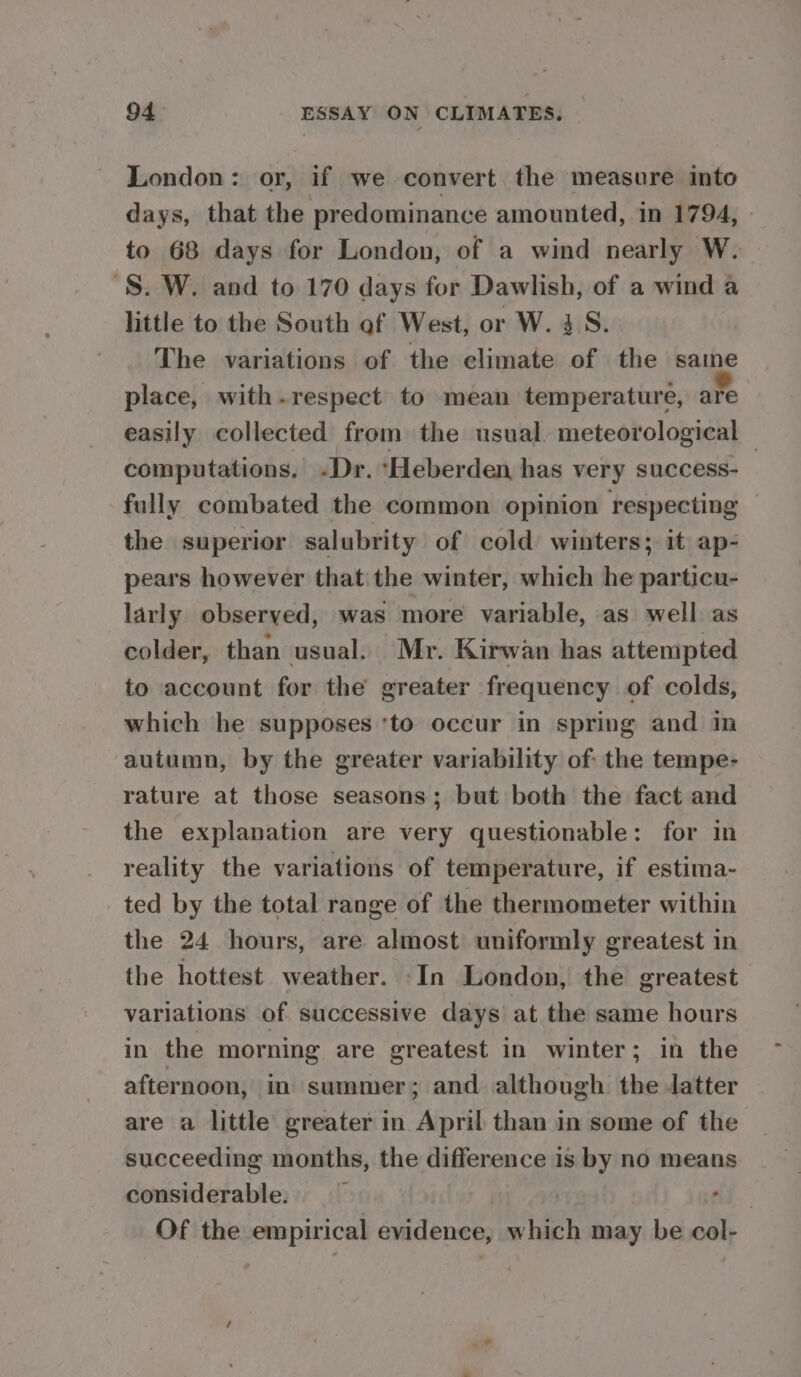 94 ESSAY ON CLIMATES.
London: or, if we convert the measure into
days, that the predominance amounted, in 1794,
to 68 days for London, of a wind nearly W.
S. W. and to 170 days for Dawlish, of a wind a
little to the South of West, or W. ¾ S.
The variations of the climate of the same
place, with respect to mean temperature, are
easily collected from the usual meteorological
computations. Dr. Heberden has very success-
fully combated the common opinion respecting
the superior salubrity of cold winters; it ap-
pears however that the winter, which he particu-
larly observed, was more variable, as well as
colder, than usual. Mr. Kirwan has attempted
to account for the greater frequency of colds,
which he supposes to occur in spring and in
autumn, by the greater variability of the tempe-
rature at those seasons; but both the fact and
the explanation are very questionable: for in
reality the variations of temperature, if estima-
ted by the total range of the thermometer within
the 24 hours, are almost uniformly greatest in
the hottest weather. In London, the greatest
variations of successive days at the same hours
in the morning are greatest in winter; in the
afternoon, in summer; and although the latter
are a little greater in April than in some of the
succeeding months, the difference is by no means
considerable.
Of the empirical evidence, which may be col-